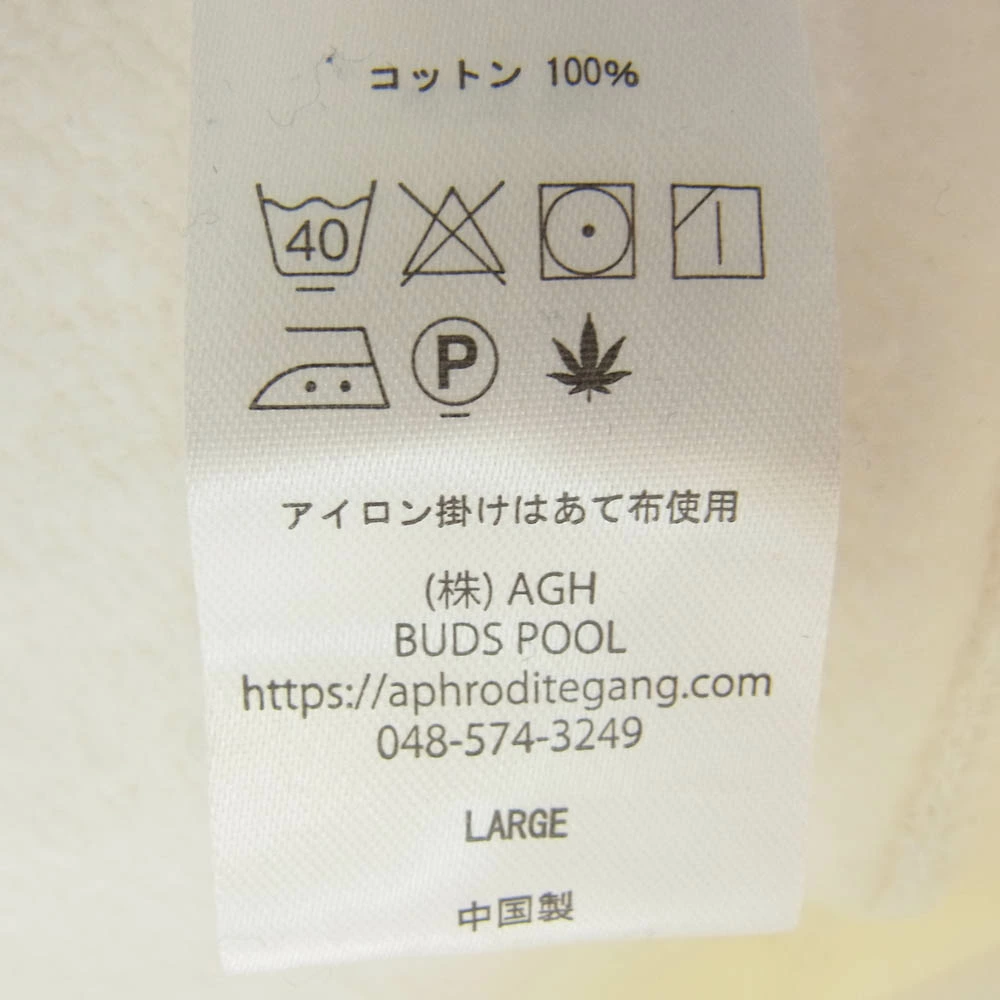 コットン 100%
40
P
アイロン掛けはあて布使用
(株) AGH
BUDS POOL
https://aphroditegang.com
048-574-3249
LARGE
中国製